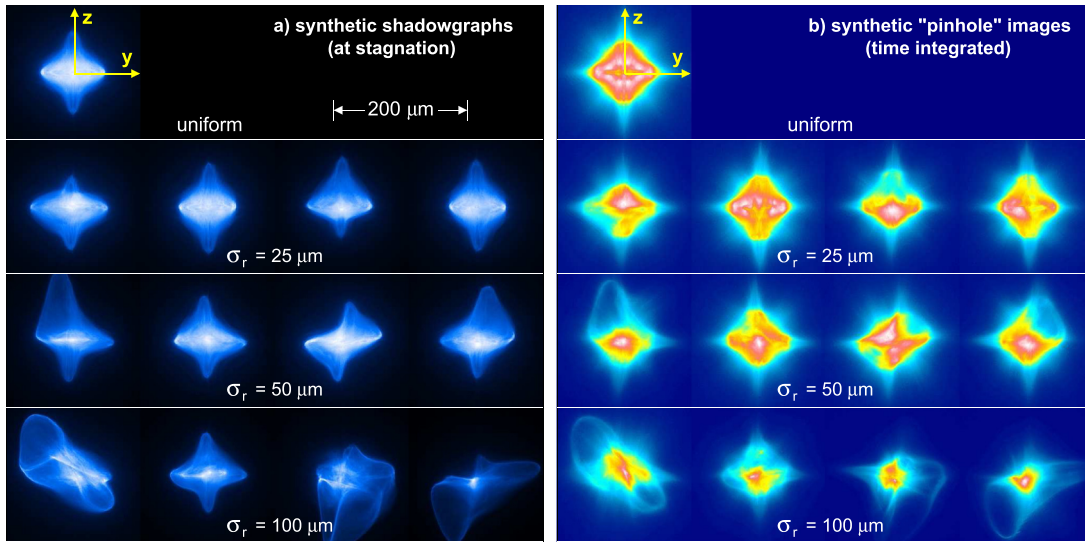 a) synthetic shadowgraphs
(at stagnation)
z
y
200 μm
uniform
σr = 25 μm
σr = 50 μm
σr = 100 μm
b) synthetic "pinhole" images
(time integrated)
z
y
uniform
σr = 25 μm
σr = 50 μm
σr = 100 μm